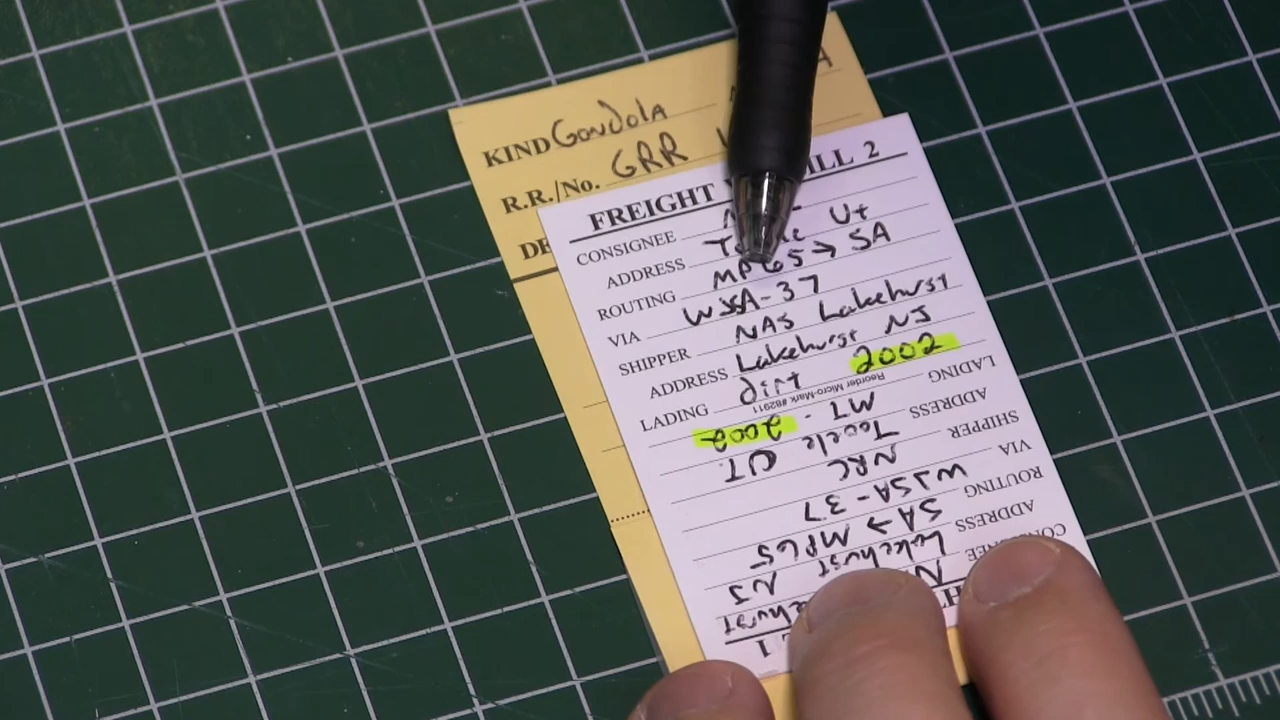 KIND Gondola
R.R./No. GRR
FREIGHT
2
CONSIGNEE
ADDRESS Ut
ROUTING MP65 → SA
VIA WJSA-37
SHIPPER NAS Lakehurst
ADDRESS Lakehurst NJ
LADING dirt 2002
Reorder Micro-Mark #82911
LADING MT. 2002
ADDRESS Tooele UT.
SHIPPER NRC
VIA WJSA-37
ROUTING SA → MP65
ADDRESS Lakehurst NJ
1